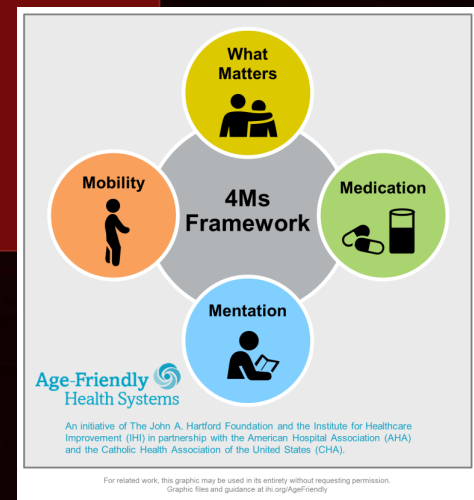 What
Matters
Mobility
4Ms
Framework
Medication
Mentation
Age-Friendly
Health Systems
An initiative of The John A. Hartford Foundation and the Institute for Healthcare
Improvement (IHI) in partnership with the American Hospital Association (AHA)
and the Catholic Health Association of the United States (CHA).
For related work, this graphic may be used in its entirety without requesting permission.
Graphic files and guidance at ihi.org/AgeFriendly